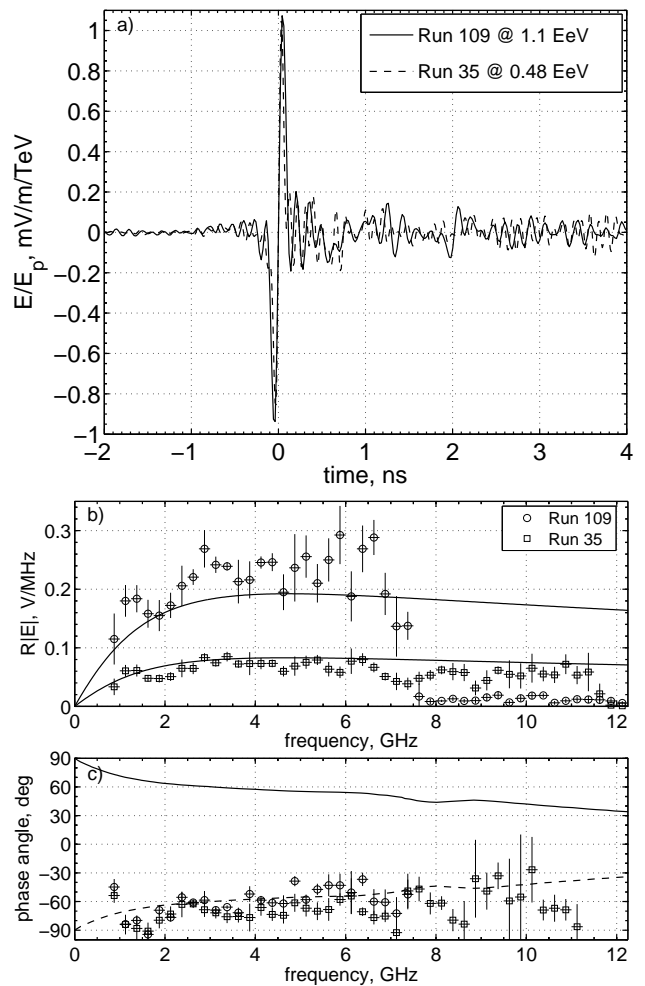 a)
Run 109 @ 1.1 EeV
Run 35 @ 0.48 EeV
1
0.8
0.6
0.4
0.2
0
−0.2
−0.4
−0.6
−0.8
−1
E/E_p, mV/m/TeV
−2 −1 0 1 2 3 4
time, ns
b)
Run 109
Run 35
0.3
0.2
0.1
0
R|E|, V/MHz
0 2 4 6 8 10 12
frequency, GHz
c)
90
60
30
0
−30
−60
−90
phase angle, deg
0 2 4 6 8 10 12
frequency, GHz